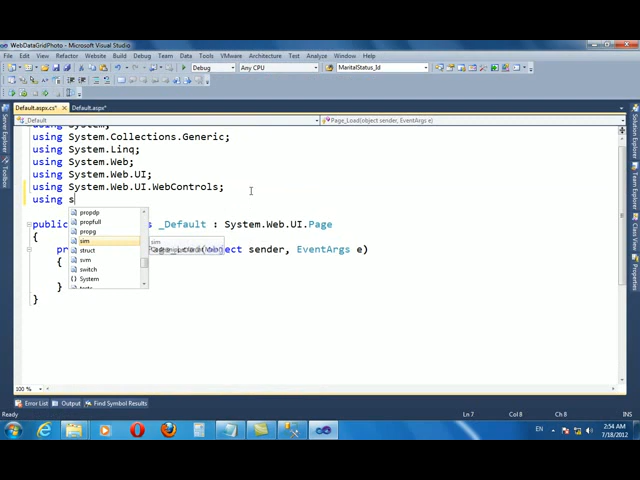 WebDataGridPhoto - Microsoft Visual Studio
File Edit View Refactor Website Build Debug Team Data Tools VMware Architecture Test Analyze Window Help
Debug Any CPU MaritalStatus_Id
Default.aspx.cs* Default.aspx*
_Default Page_Load(object sender, EventArgs e)
using System;
using System.Collections.Generic;
using System.Linq;
using System.Web;
using System.Web.UI;
using System.Web.UI.WebControls;
using s
propdp
propfull
propg
sim
struct
svm
switch
System
sim
_Default : System.Web.UI.Page
{
object sender, EventArgs e)
{
}
}
Server Explorer
Toolbox
Solution Explorer
Team Explorer
Class View
Properties
100 %
Error List Output Find Symbol Results
Ready Ln 7 Col 8 Ch 8
EN 2:54 AM
7/18/2012